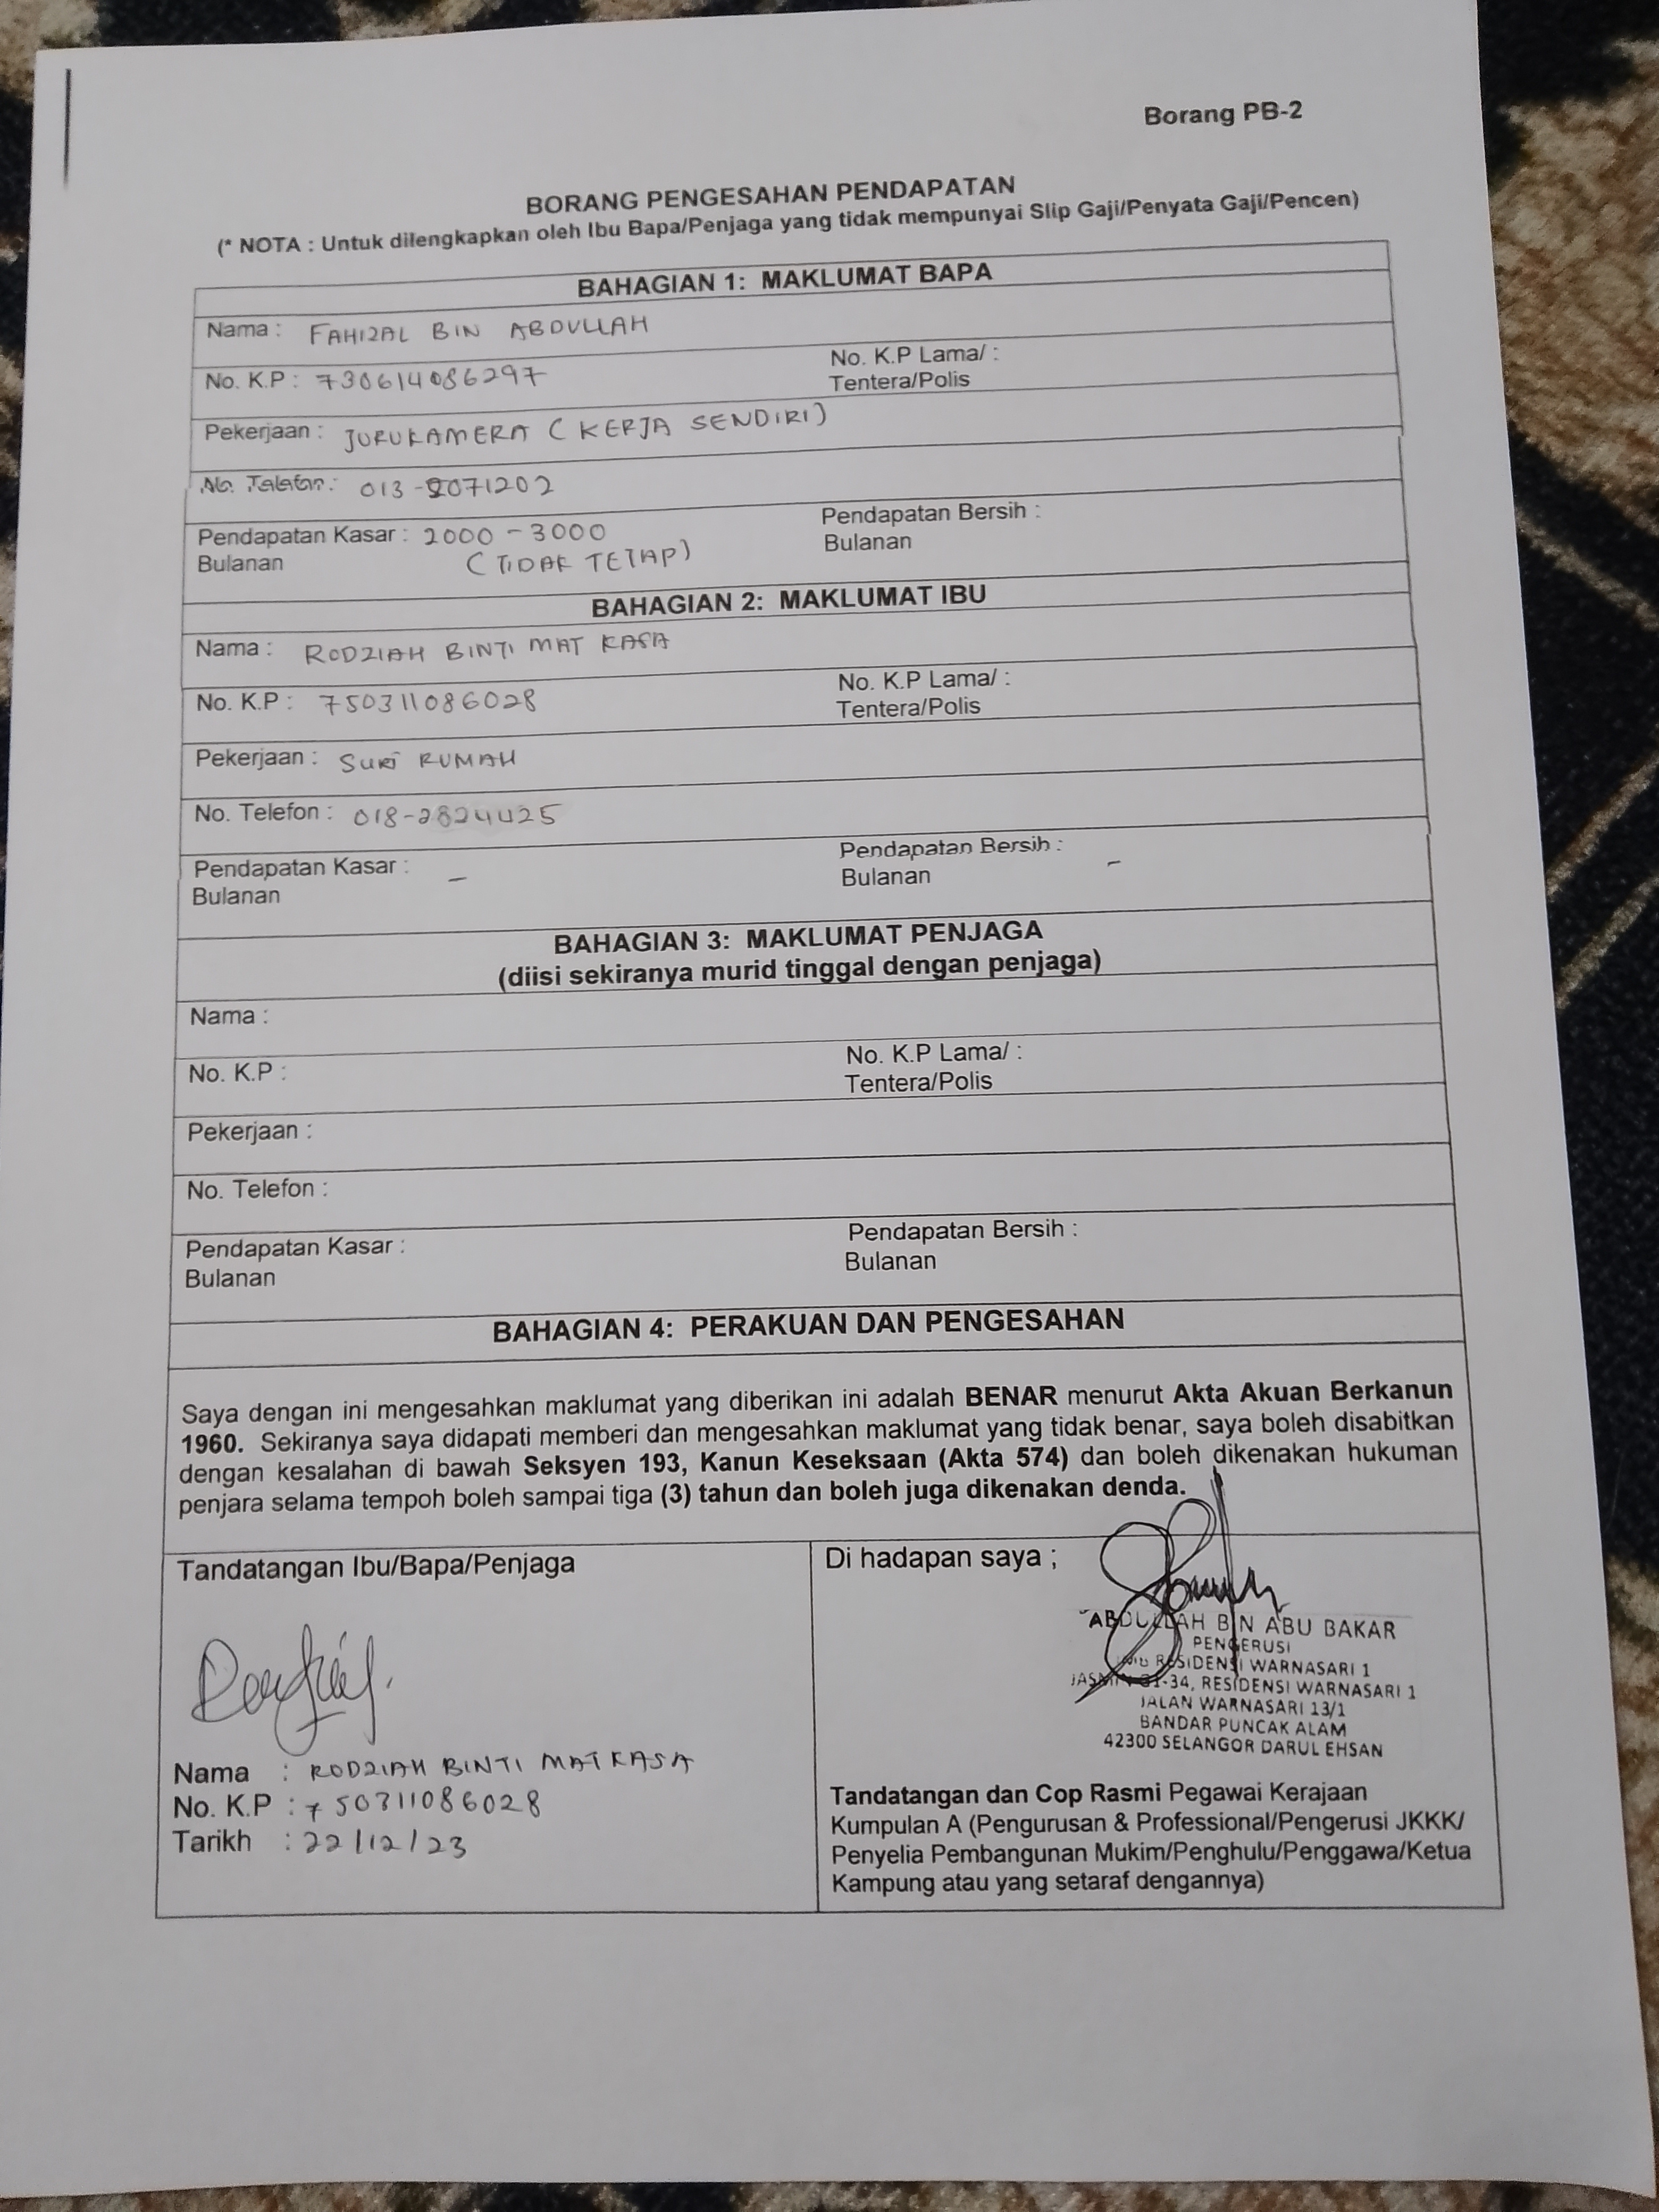 Borang PB-2
BORANG PENGESAHAN PENDAPATAN
(* NOTA : Untuk dilengkapkan oleh Ibu Bapa/Penjaga yang tidak mempunyai Slip Gaji/Penyata Gaji/Pencen)
BAHAGIAN 1: MAKLUMAT BAPA
Nama : FAHIZAL BIN ABDULLAH
No. K.P : 730614086297 No. K.P Lama/ :
Tentera/Polis
Pekerjaan : JURUKAMERA ( KERJA SENDIRI)
No. Telefon : 013-2071202
Pendapatan Kasar : 2000 - 3000 Pendapatan Bersih :
Bulanan (TIDAK TETAP) Bulanan
BAHAGIAN 2: MAKLUMAT IBU
Nama : RODZIAH BINTI MAT KASA
No. K.P : 750311086028 No. K.P Lama/ :
Tentera/Polis
Pekerjaan : SURI RUMAH
No. Telefon : 018-2824425
Pendapatan Kasar : - Pendapatan Bersih : -
Bulanan Bulanan
BAHAGIAN 3: MAKLUMAT PENJAGA
(diisi sekiranya murid tinggal dengan penjaga)
Nama :
No. K.P : No. K.P Lama/ :
Tentera/Polis
Pekerjaan :
No. Telefon :
Pendapatan Kasar : Pendapatan Bersih :
Bulanan Bulanan
BAHAGIAN 4: PERAKUAN DAN PENGESAHAN
Saya dengan ini mengesahkan maklumat yang diberikan ini adalah BENAR menurut Akta Akuan Berkanun
1960. Sekiranya saya didapati memberi dan mengesahkan maklumat yang tidak benar, saya boleh disabitkan
dengan kesalahan di bawah Seksyen 193, Kanun Keseksaan (Akta 574) dan boleh dikenakan hukuman
penjara selama tempoh boleh sampai tiga (3) tahun dan boleh juga dikenakan denda.
Tandatangan Ibu/Bapa/Penjaga
Nama : RODZIAH BINTI MAT KASA
No. K.P : 750311086028
Tarikh : 22/12/23
Di hadapan saya ;
ABDULLAH BIN ABU BAKAR
PENGERUSI
RESIDENSI WARNASARI 1
-34, RESIDENSI WARNASARI 1
JALAN WARNASARI 13/1
BANDAR PUNCAK ALAM
42300 SELANGOR DARUL EHSAN
Tandatangan dan Cop Rasmi Pegawai Kerajaan
Kumpulan A (Pengurusan & Professional/Pengerusi JKKK/
Penyelia Pembangunan Mukim/Penghulu/Penggawa/Ketua
Kampung atau yang setaraf dengannya)